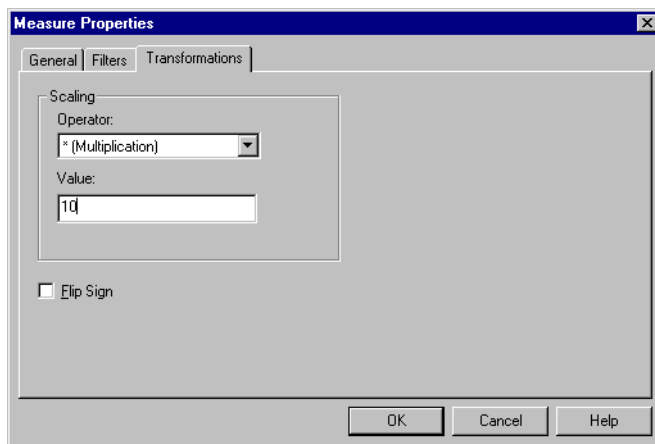 Measure Properties
General Filters Transformations
Scaling
Operator:
* (Multiplication)
Value:
10
Flip Sign
OK Cancel Help